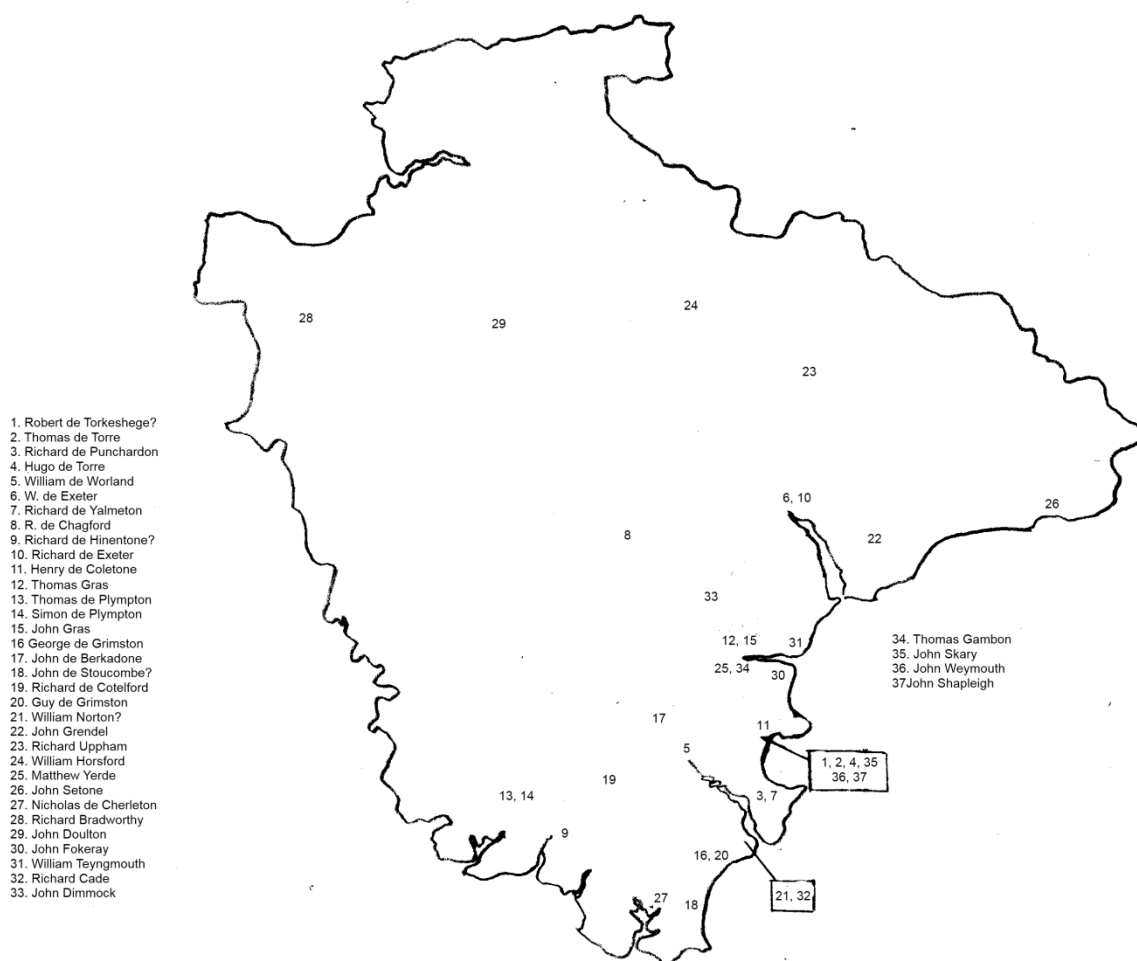 28
29
24
23
6, 10
26
22
8
33
12, 15
31
25, 34
30
17
11
5
1, 2, 4, 35
36, 37
19
3, 7
13, 14
9
16, 20
21, 32
27
18
1. Robert de Torkeshege?
2. Thomas de Torre
3. Richard de Punchardon
4. Hugo de Torre
5. William de Worland
6. W. de Exeter
7. Richard de Yalmeton
8. R. de Chagford
9. Richard de Hinentone?
10. Richard de Exeter
11. Henry de Coletone
12. Thomas Gras
13. Thomas de Plympton
14. Simon de Plympton
15. John Gras
16 George de Grimston
17. John de Berkadone
18. John de Stoucombe?
19. Richard de Cotelford
20. Guy de Grimston
21. William Norton?
22. John Grendel
23. Richard Uppham
24. William Horsford
25. Matthew Yerde
26. John Setone
27. Nicholas de Cherleton
28. Richard Bradworthy
29. John Doulton
30. John Fokeray
31. William Teyngmouth
32. Richard Cade
33. John Dimmock
34. Thomas Gambon
35. John Skary
36. John Weymouth
37John Shapleigh